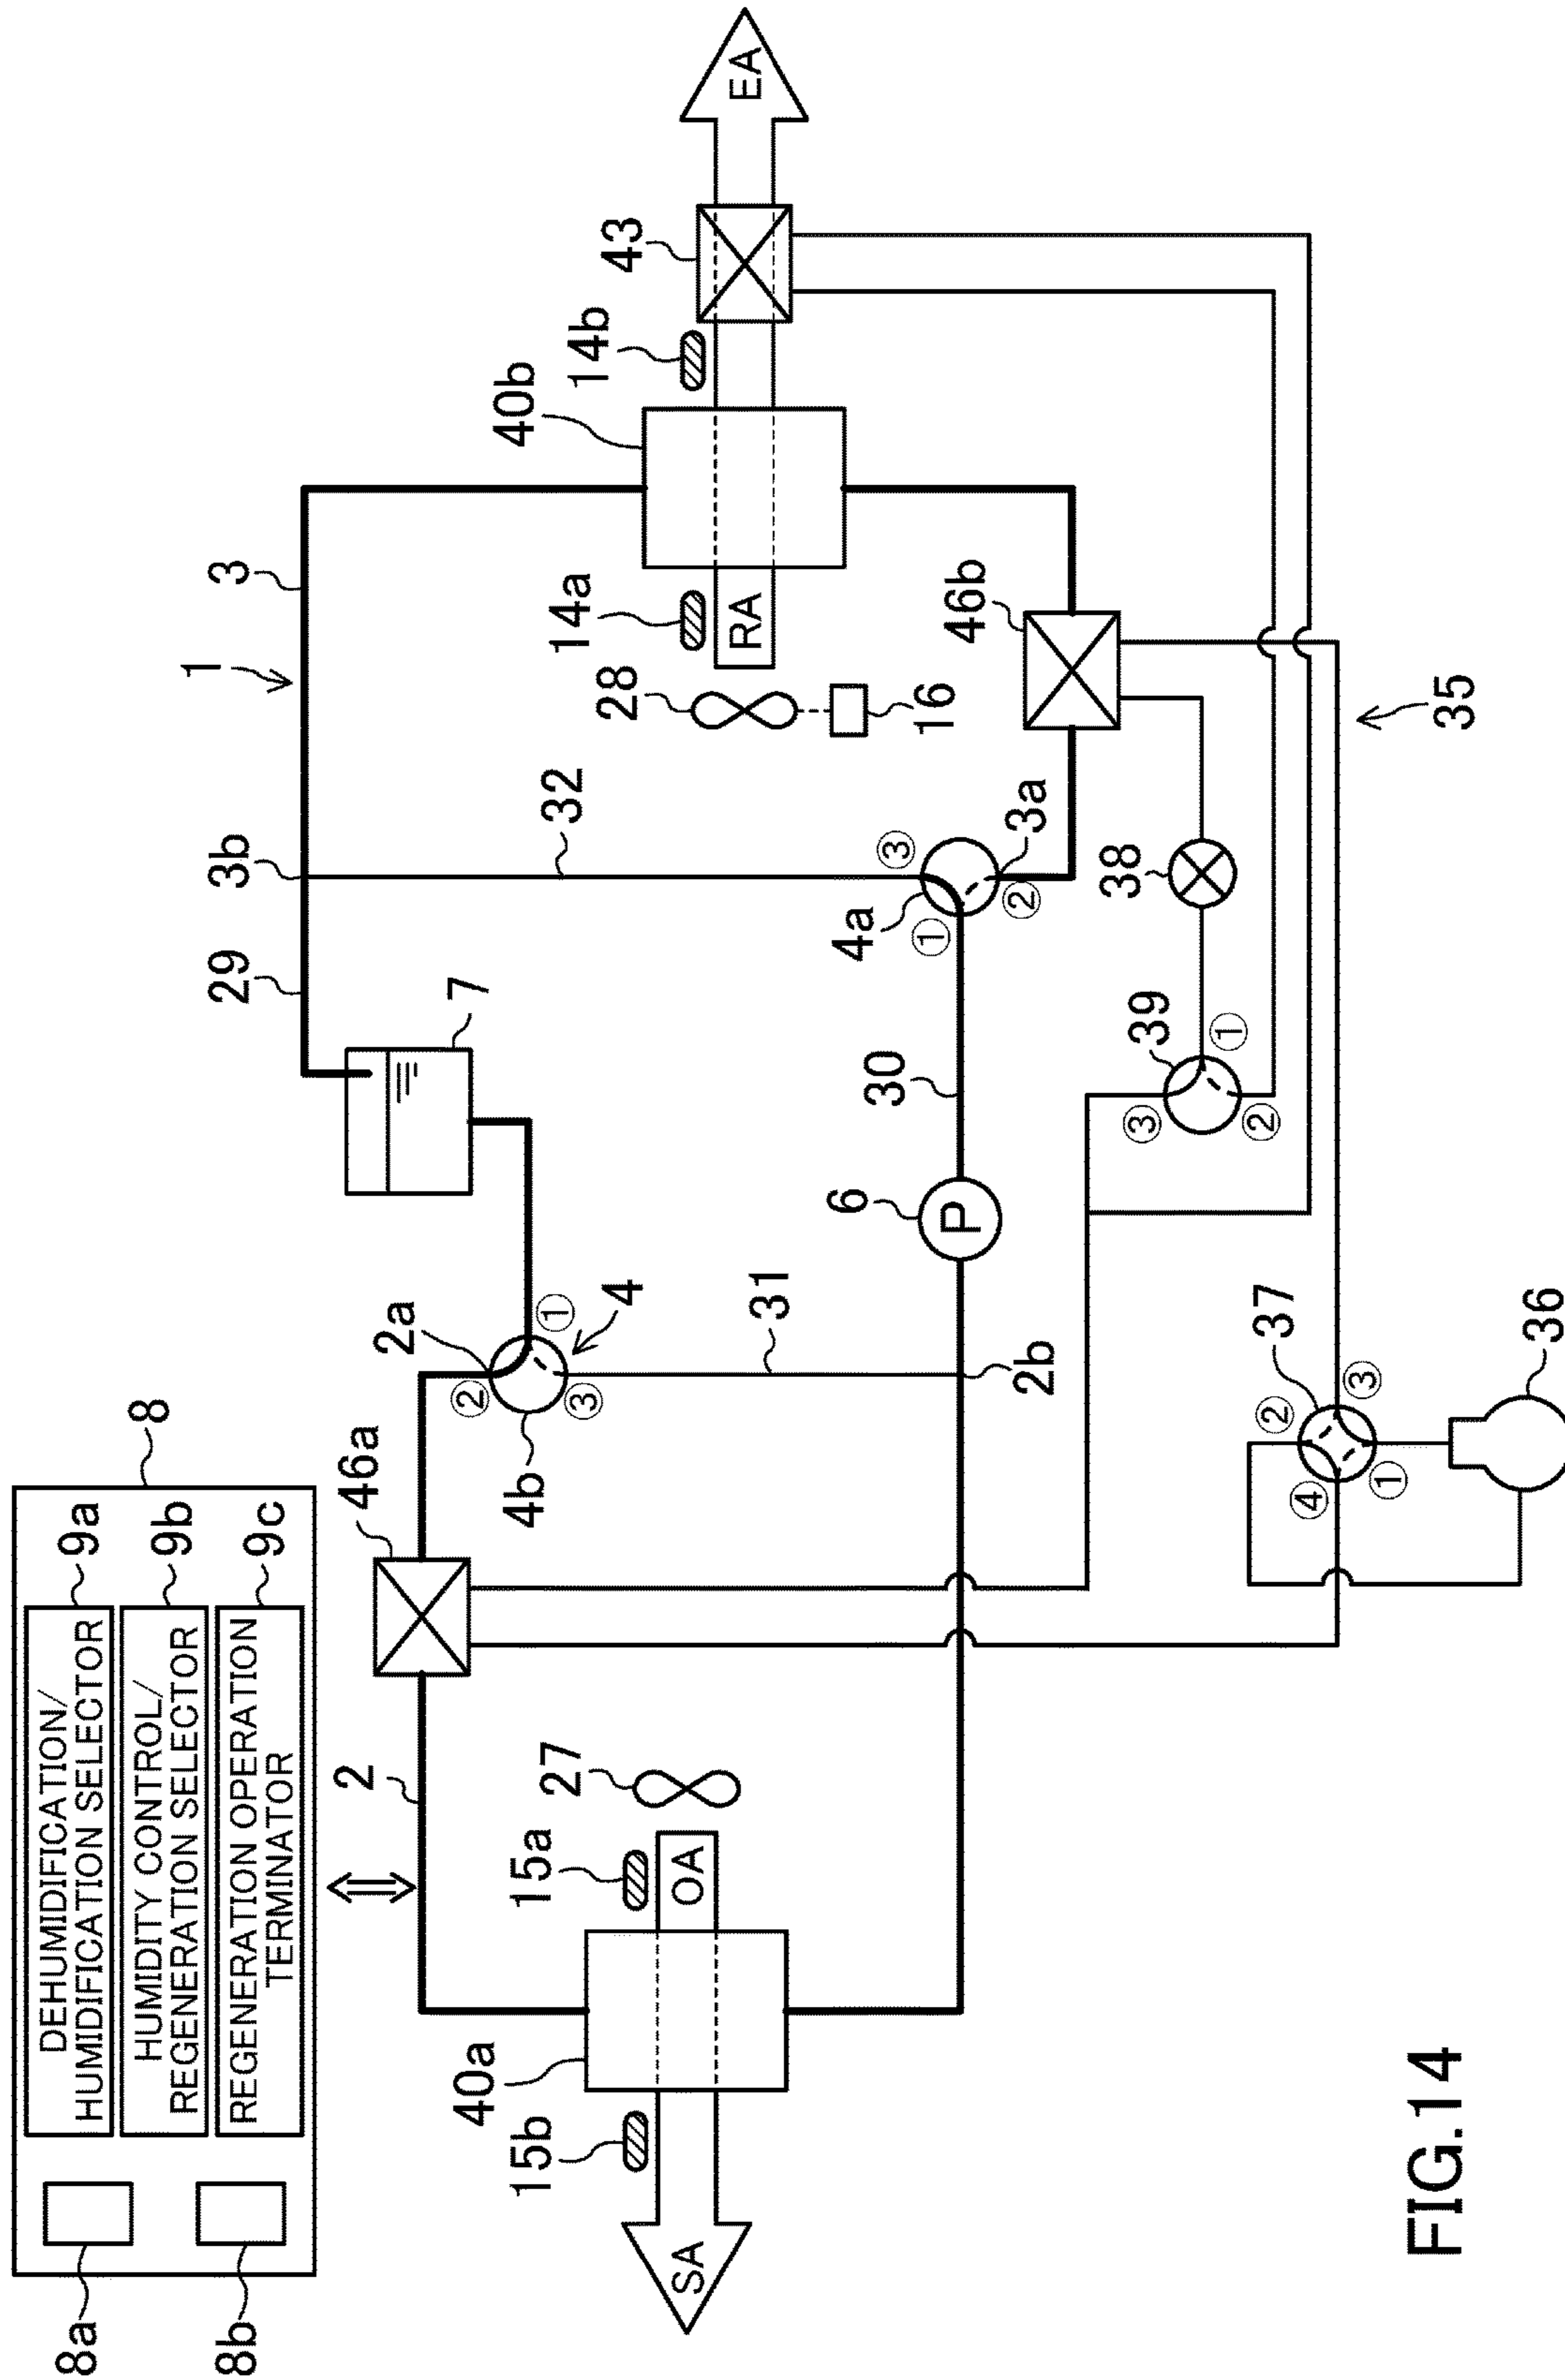 8
DEHUMIDIFICATION/
HUMIDIFICATION SELECTOR
9a
HUMIDITY CONTROL/
REGENERATION SELECTOR
9b
REGENERATION OPERATION
TERMINATOR
9c
8a
8b
1
3
3b
29
7
32
2
46a
2a
4
4b
①
②
③
31
2b
6
P
30
4a
①
②
③
3a
28
16
14a
RA
40b
14b
43
EA
46b
27
15a
OA
40a
15b
SA
38
39
①
②
③
35
37
①
②
③
④
36
FIG.14